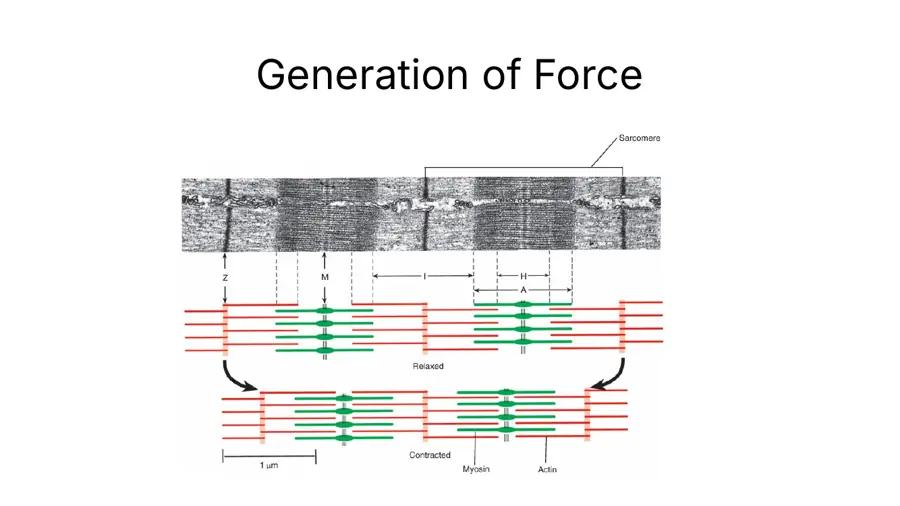 Generation of Force
Sarcomere
Z
M
I
H
A
Relaxed
Contracted
1 µm
Myosin
Actin